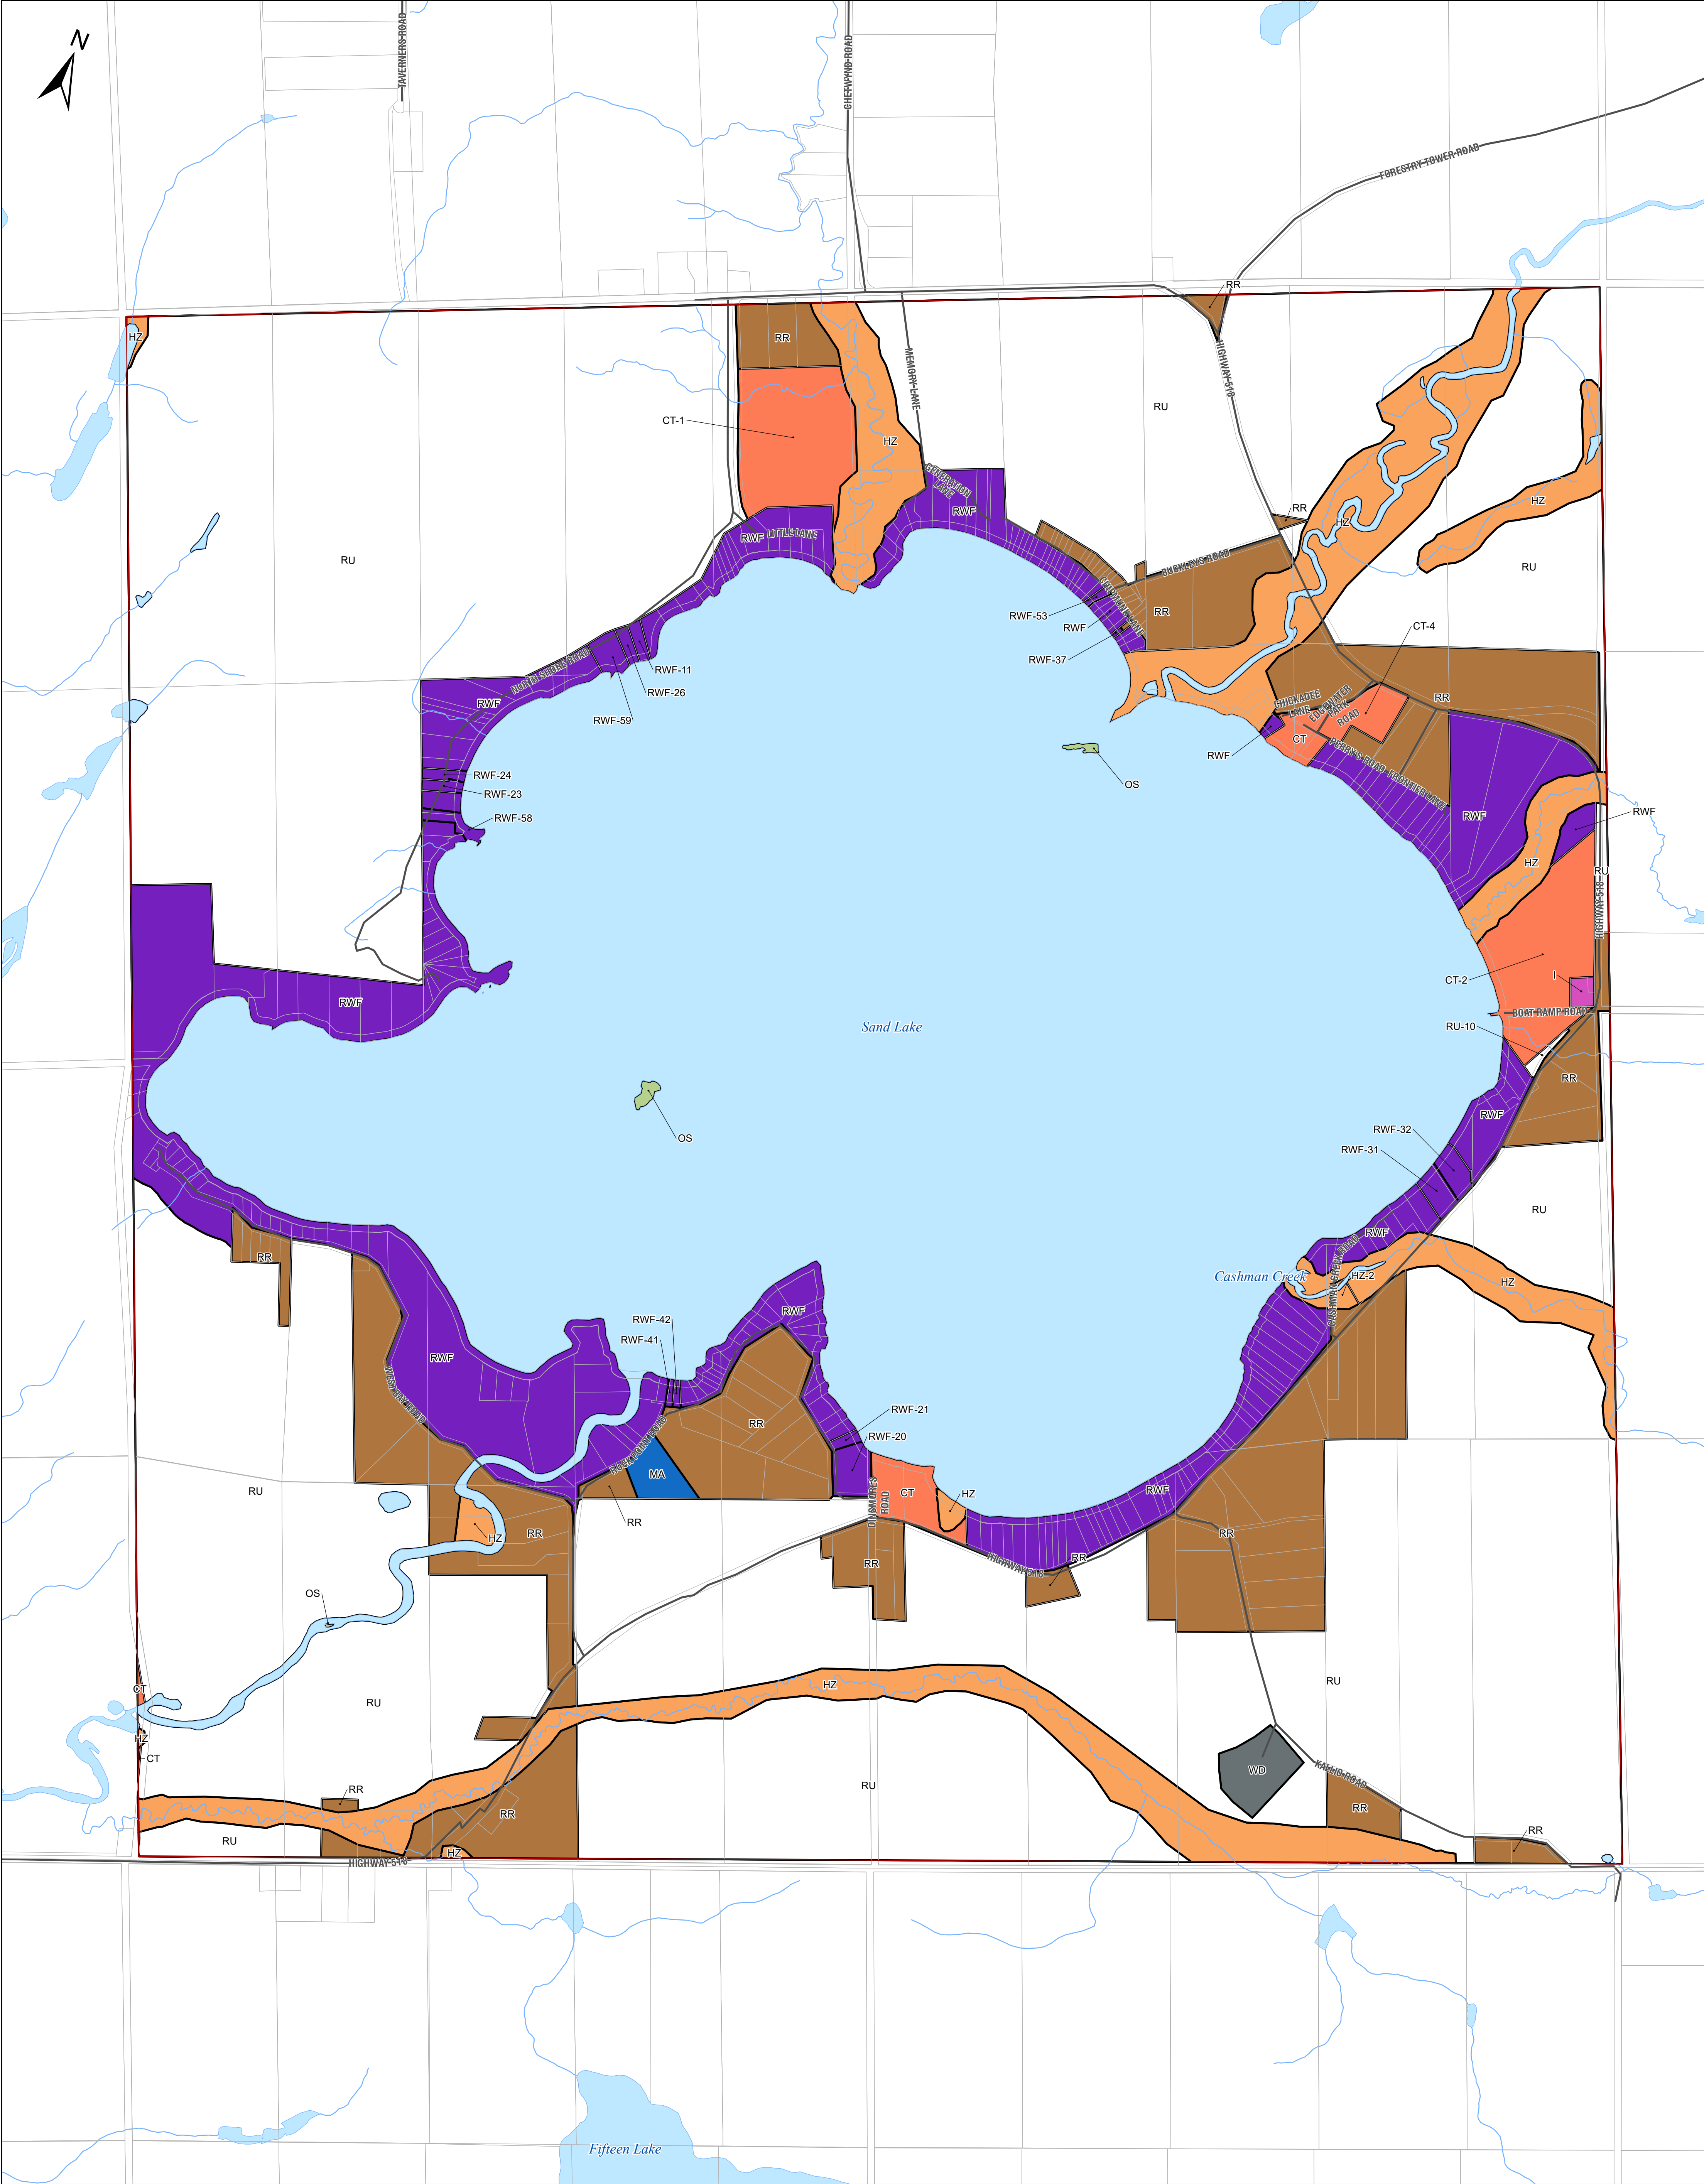 N
TAVERNERS ROAD
CHETWYND ROAD
FORESTRY TOWER ROAD
RR
HZ
RR
MEMORY LANE
HIGHWAY 518
RU
CT-1
HZ
GENERATION
LANE
RWF
HZ
RR
HZ
RWF
LITTLE LANE
RU
BUCKLEYS ROAD
RU
RWF-53
RR
RWF
CT-4
RWF-37
RWF-11
NORTH SHORE ROAD
RWF-26
CHICKADEE
LANE
EDGEWATER
PARK
ROAD
RR
RWF
RWF-59
CT
RWF
PERRY'S ROAD
FRONTIER LANE
RWF-24
OS
RWF-23
RWF-58
RWF
RWF
HZ
RU
HIGHWAY 518
CT-2
I
RWF
BOAT RAMP ROAD
Sand Lake
RU-10
RR
RWF
RWF-32
OS
RWF-31
RU
RWF
CASHMAN CREEK ROAD
RR
Cashman Creek
HZ-2
HZ
RWF
RWF-42
RWF-41
RWF
WEST BAY ROAD
RWF-21
RR
RWF-20
MA
RU
CT
HZ
DINSMORES
ROAD
RWF
RR
HZ
RR
RR
HIGHWAY 518
RR
RR
OS
RU
CT
HZ
RU
HZ
CT
WD
KALLIO ROAD
RR
RU
RR
RR
RU
RR
HZ
HIGHWAY 518
Fifteen Lake